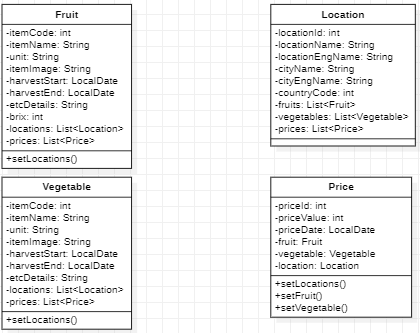 Fruit
-itemCode: int
-itemName: String
-unit: String
-itemImage: String
-harvestStart: LocalDate
-harvestEnd: LocalDate
-etcDetails: String
-brix: int
-locations: List<Location>
-prices: List<Price>
+setLocations()
Location
-locationId: int
-locationName: String
-locationEngName: String
-cityName: String
-cityEngName: String
-countryCode: int
-fruits: List<Fruit>
-vegetables: List<Vegetable>
-prices: List<Price>
Vegetable
-itemCode: int
-itemName: String
-unit: String
-itemImage: String
-harvestStart: LocalDate
-harvestEnd: LocalDate
-etcDetails: String
-locations: List<Location>
-prices: List<Price>
+setLocations()
Price
-priceId: int
-priceValue: int
-priceDate: LocalDate
-fruit: Fruit
-vegetable: Vegetable
-location: Location
+setLocations()
+setFruit()
+setVegetable()